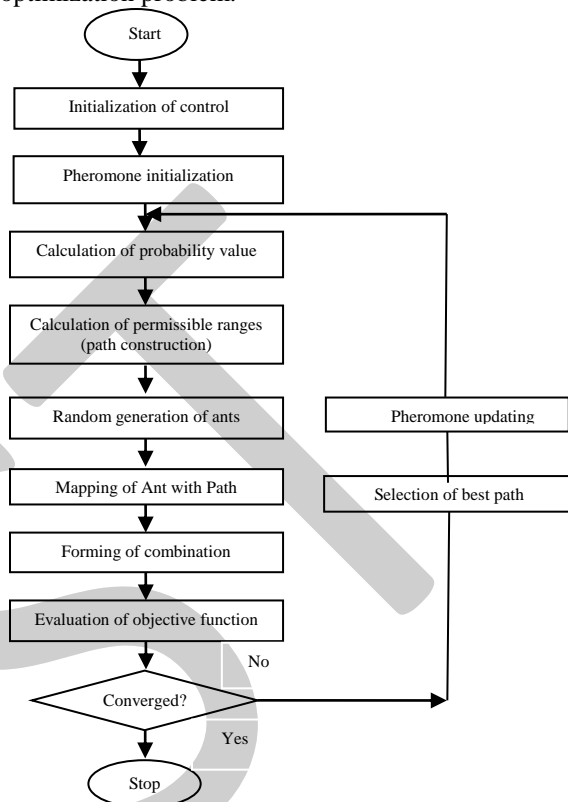 optimization problem.
Start
Initialization of control
Pheromone initialization
Calculation of probability value
Calculation of permissible ranges
(path construction)
Random generation of ants
Pheromone updating
Mapping of Ant with Path
Selection of best path
Forming of combination
Evaluation of objective function
No
Converged?
Yes
Stop